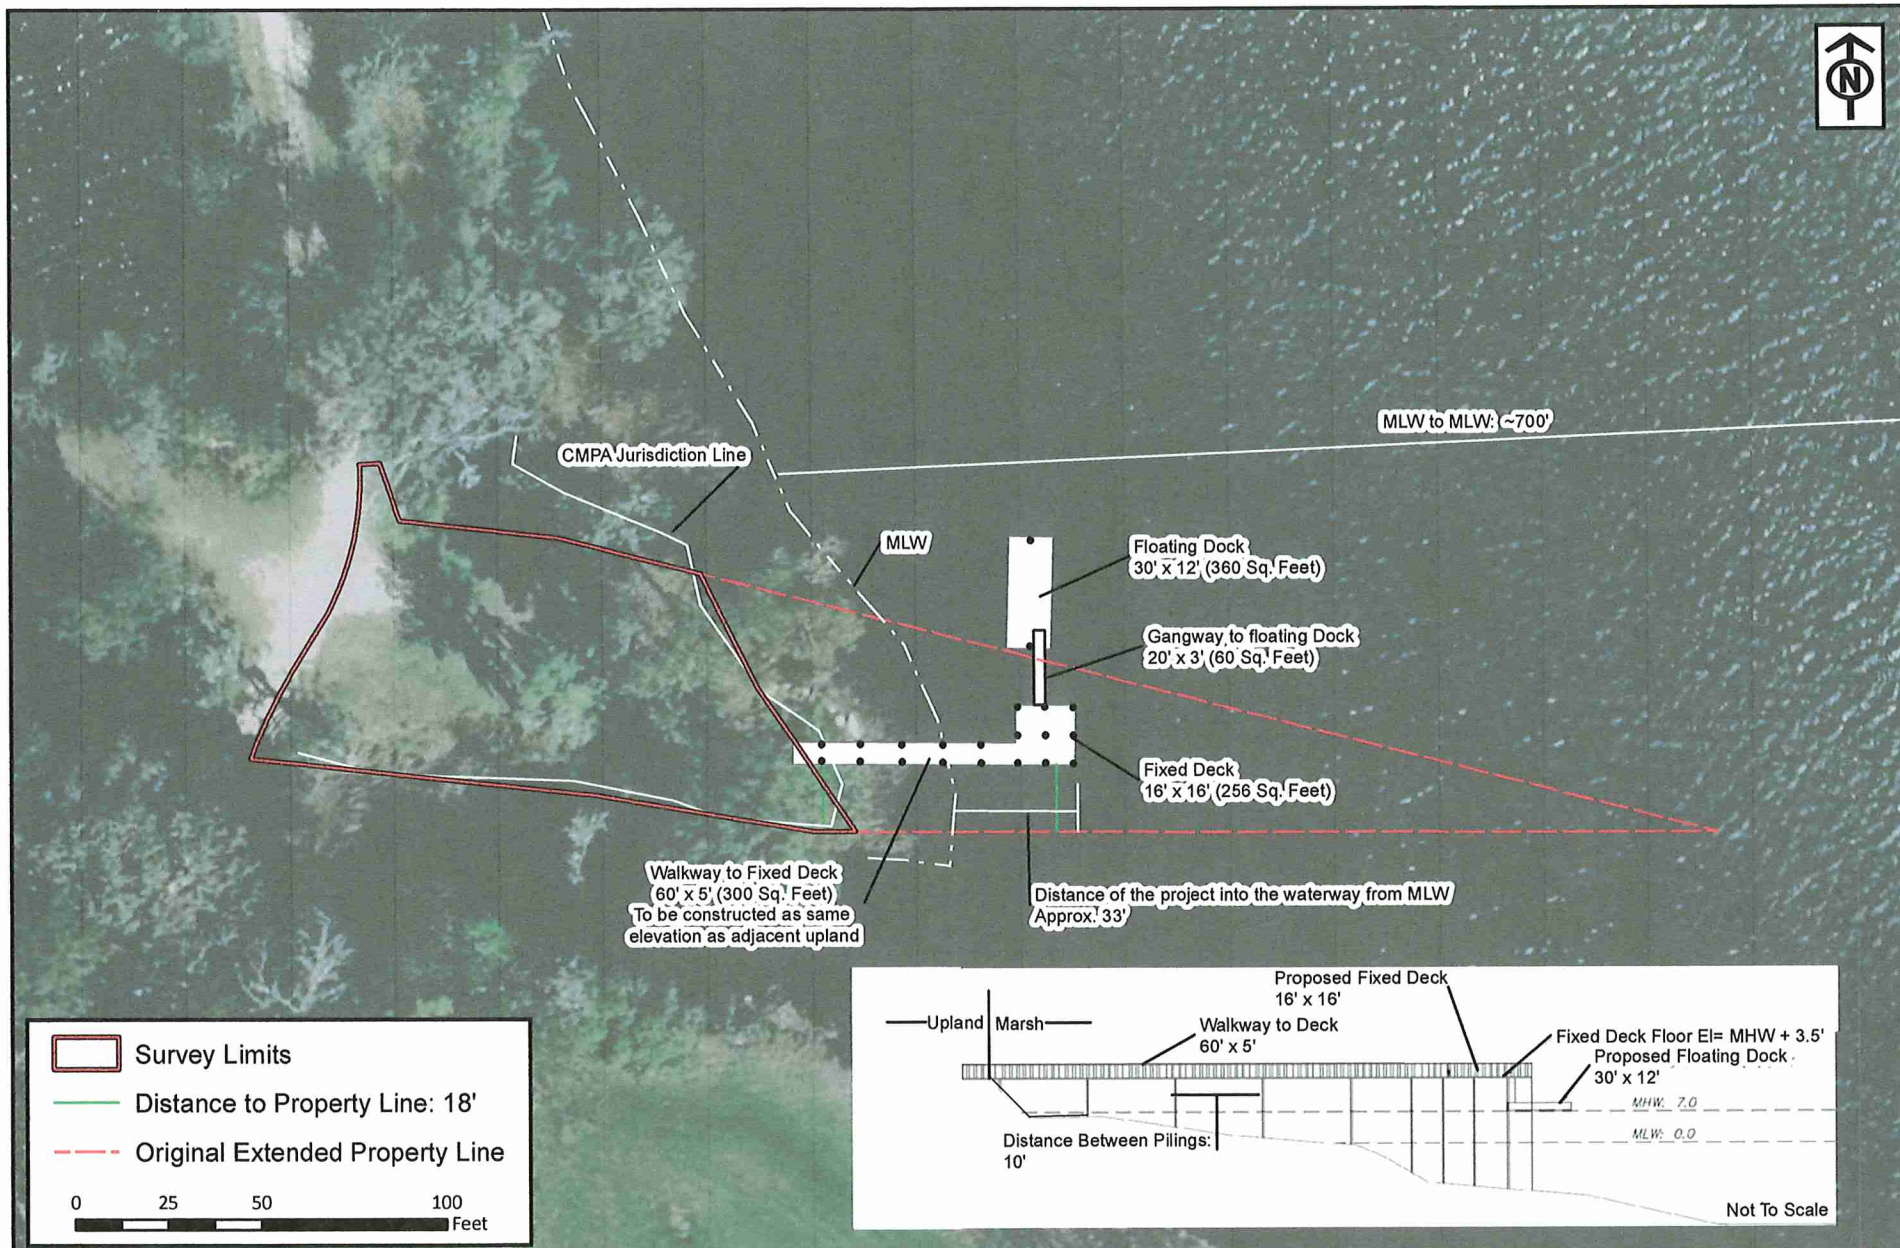 N
MLW to MLW: ~700'
CMPA Jurisdiction Line
MLW
Floating Dock
30' x 12' (360 Sq. Feet)
Gangway to floating Dock
20' x 3' (60 Sq. Feet)
Fixed Deck
16' x 16' (256 Sq. Feet)
Walkway to Fixed Deck
60' x 5' (300 Sq. Feet)
To be constructed as same
elevation as adjacent upland
Distance of the project into the waterway from MLW
Approx. 33'
Survey Limits
Distance to Property Line: 18'
Original Extended Property Line
0 25 50 100
Feet
Proposed Fixed Deck
16' x 16'
Upland
Marsh
Walkway to Deck
60' x 5'
Fixed Deck Floor El= MHW + 3.5'
Proposed Floating Dock
30' x 12'
MHW: 7.0
MLW: 0.0
Distance Between Pilings:
10'
Not To Scale